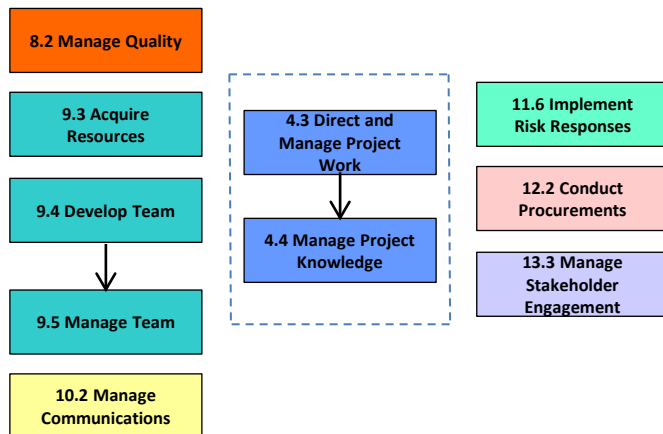 8.2 Manage Quality
9.3 Acquire
Resources
9.4 Develop Team
9.5 Manage Team
10.2 Manage
Communications
4.3 Direct and
Manage Project
Work
4.4 Manage Project
Knowledge
11.6 Implement
Risk Responses
12.2 Conduct
Procurements
13.3 Manage
Stakeholder
Engagement